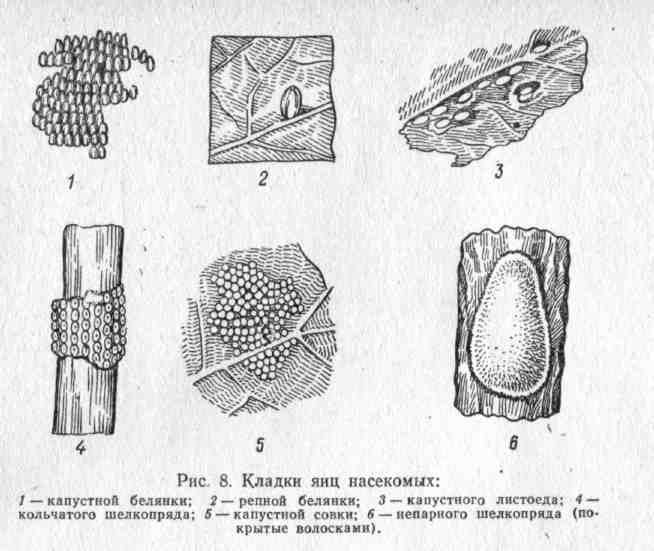 1 2 3
4 5 6
Рис. 8. Кладки яиц насекомых:
1 — капустной белянки; 2 — репной белянки; 3 — капустного листоеда; 4 —
кольчатого шелкопряда; 5 — капустной совки; 6 — непарного шелкопряда (по-
крытые волосками).